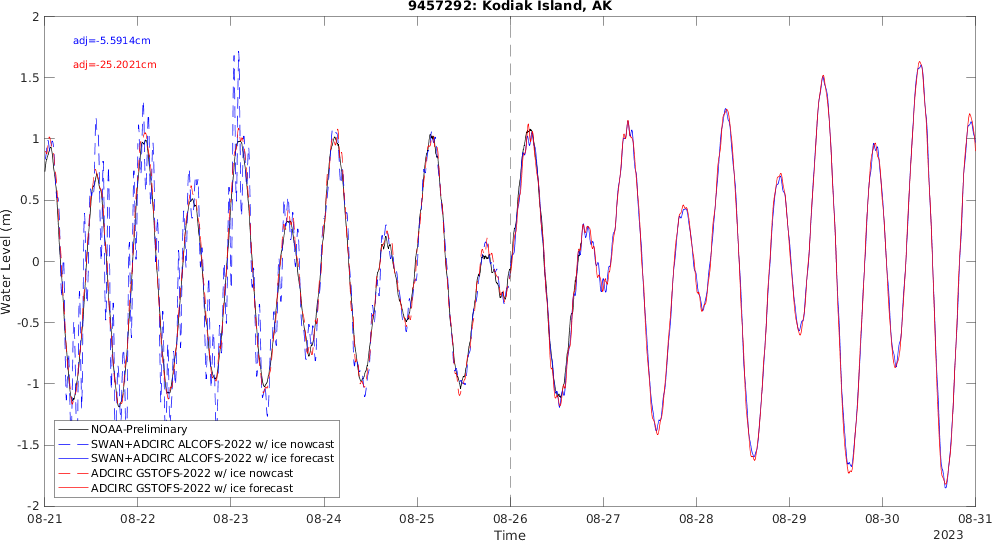 9457292: Kodiak Island, AK
adj=-5.5914cm
adj=-25.2021cm
Water Level (m)
2
1.5
1
0.5
0
-0.5
-1
-1.5
-2
NOAA-Preliminary
SWAN+ADCIRC ALCOFS-2022 w/ ice nowcast
SWAN+ADCIRC ALCOFS-2022 w/ ice forecast
ADCIRC GSTOFS-2022 w/ ice nowcast
ADCIRC GSTOFS-2022 w/ ice forecast
08-21 08-22 08-23 08-24 08-25 08-26 08-27 08-28 08-29 08-30 08-31
Time
2023